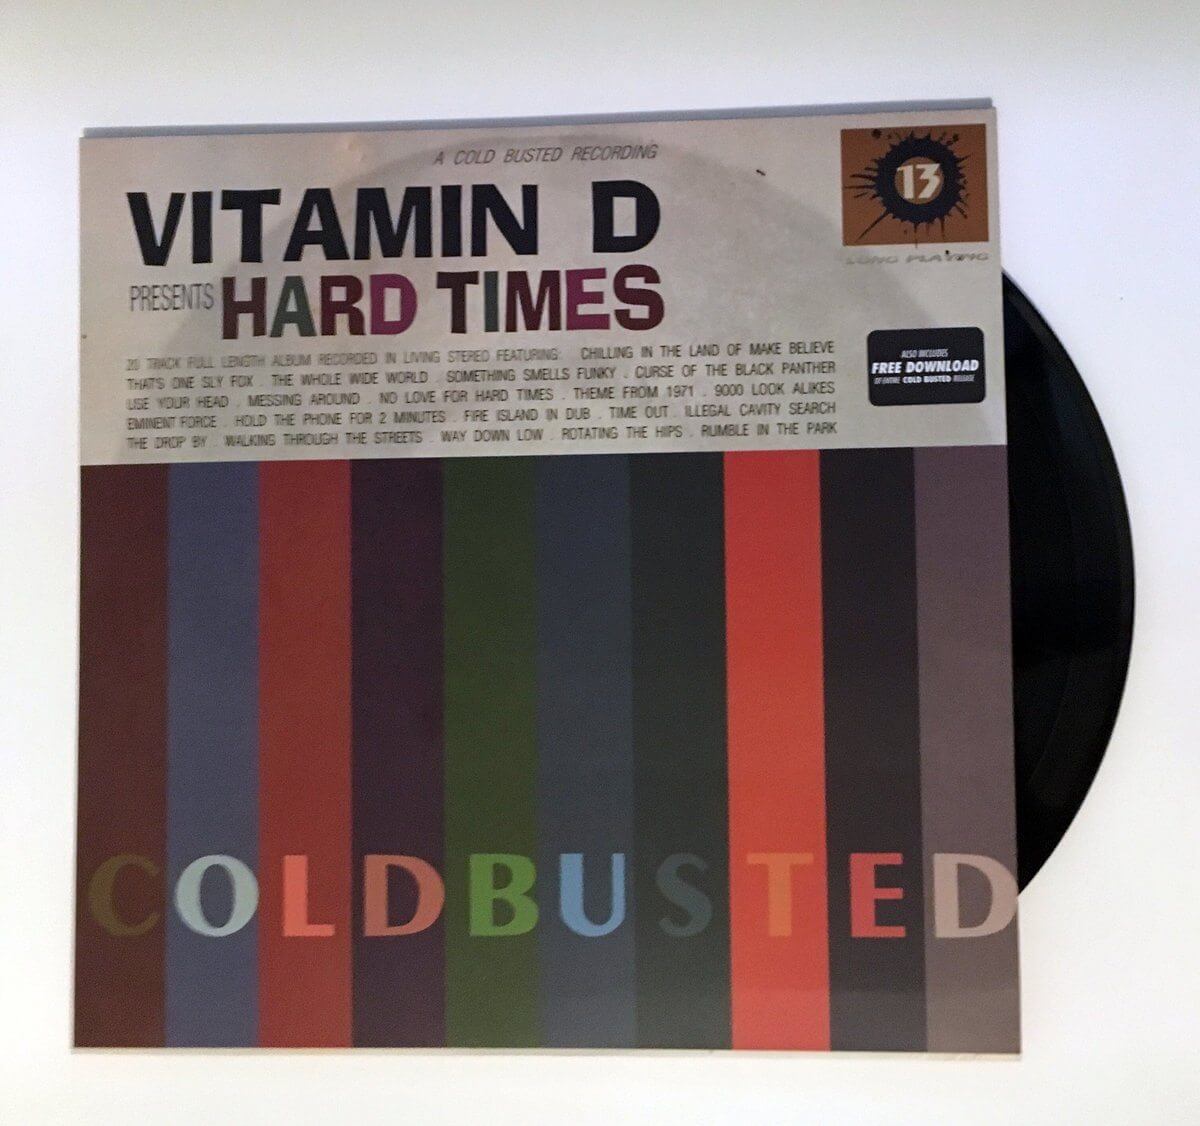 A COLD BUSTED RECORDING
VITAMIN D
PRESENTS HARD TIMES
20 TRACK FULL LENGTH ALBUM RECORDED IN LIVING STEREO FEATURING: CHILLING IN THE LAND OF MAKE BELIEVE
THAT'S ONE SLY FOX . THE WHOLE WIDE WORLD . SOMETHING SMELLS FUNKY . CURSE OF THE BLACK PANTHER
USE YOUR HEAD . MESSING AROUND . NO LOVE FOR HARD TIMES . THEME FROM 1971 . 9000 LOOK ALIKES
EMINENT FORCE . HOLD THE PHONE FOR 2 MINUTES . FIRE ISLAND IN DUB . TIME OUT . ILLEGAL CAVITY SEARCH
THE DROP BY . WALKING THROUGH THE STREETS . WAY DOWN LOW . ROTATING THE HIPS . RUMBLE IN THE PARK
13
LONG PLAYING
ALSO INCLUDES
FREE DOWNLOAD
OF ENTIRE COLD BUSTED RELEASE
COLDBUSTED